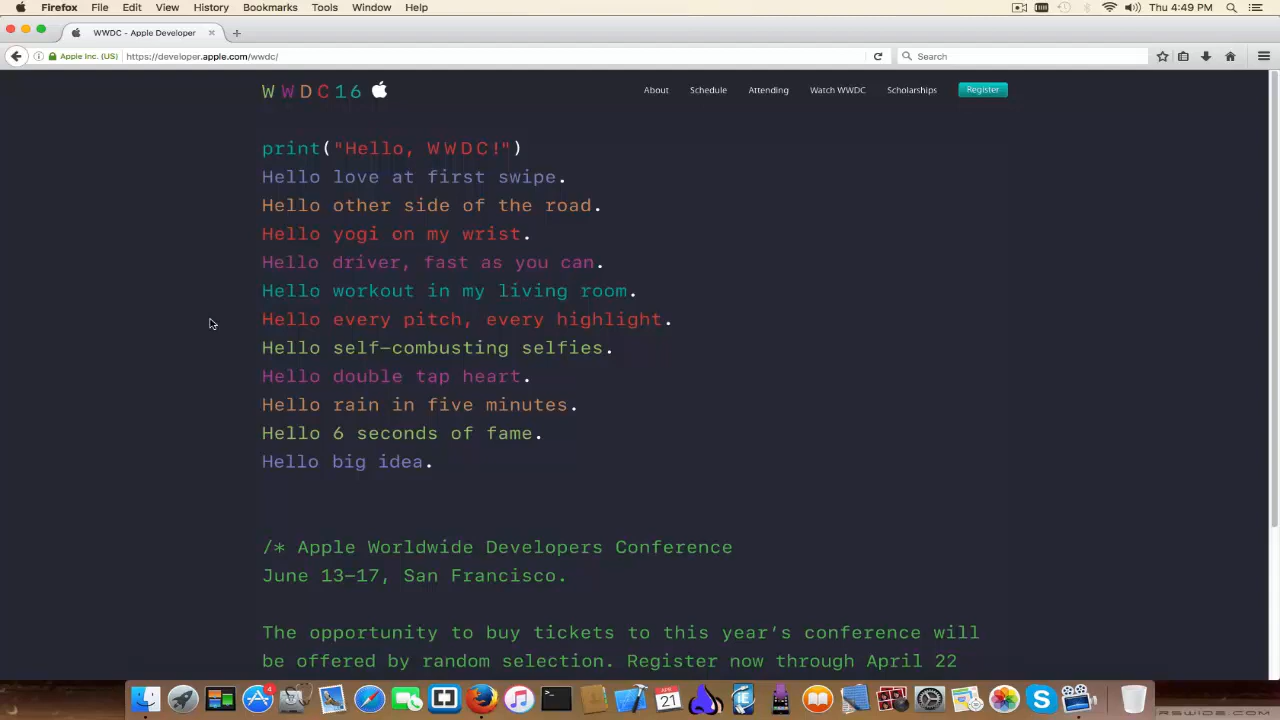 Firefox File Edit View History Bookmarks Tools Window Help Thu 4:49 PM
WWDC - Apple Developer
Apple Inc. (US) https://developer.apple.com/wwdc/ Search
WWDC16 About Schedule Attending Watch WWDC Scholarships Register
print("Hello, WWDC!")
Hello love at first swipe.
Hello other side of the road.
Hello yogi on my wrist.
Hello driver, fast as you can.
Hello workout in my living room.
Hello every pitch, every highlight.
Hello self-combusting selfies.
Hello double tap heart.
Hello rain in five minutes.
Hello 6 seconds of fame.
Hello big idea.
/* Apple Worldwide Developers Conference
June 13–17, San Francisco.
The opportunity to buy tickets to this year’s conference will
be offered by random selection. Register now through April 22
4
APR
21